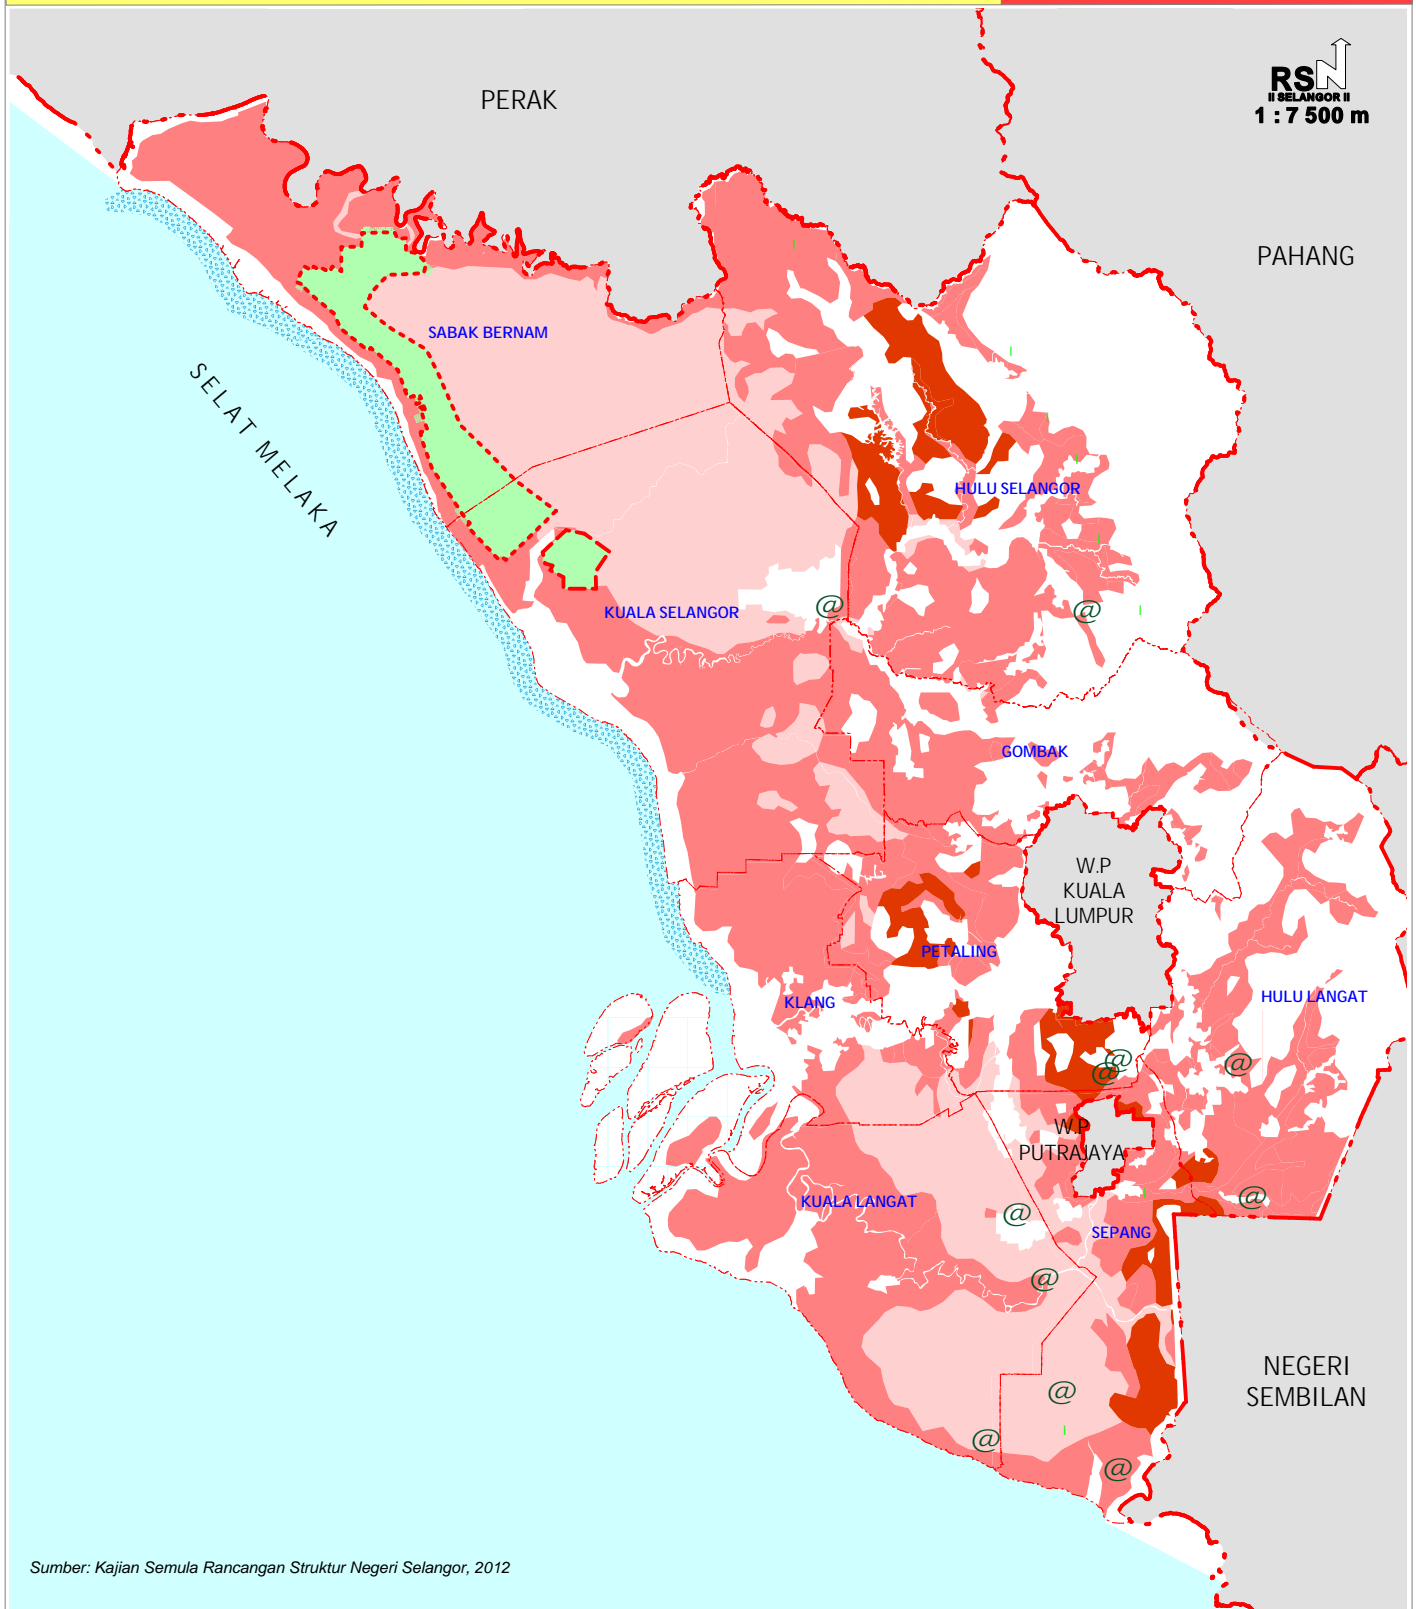 PERAK
RSN
II SELANGOR II
1 : 7 500 m
PAHANG
SABAK BERNAM
SELAT MELAKA
HULU SELANGOR
@
@
KUALA SELANGOR
GOMBAK
W.P
KUALA
LUMPUR
PETALING
HULU LANGAT
KLANG
@
@
@
W.P
PUTRAJAYA
KUALA LANGAT
@
@
SEPANG
@
NEGERI
SEMBILAN
@
@
@
Sumber: Kajian Semula Rancangan Struktur Negeri Selangor, 2012